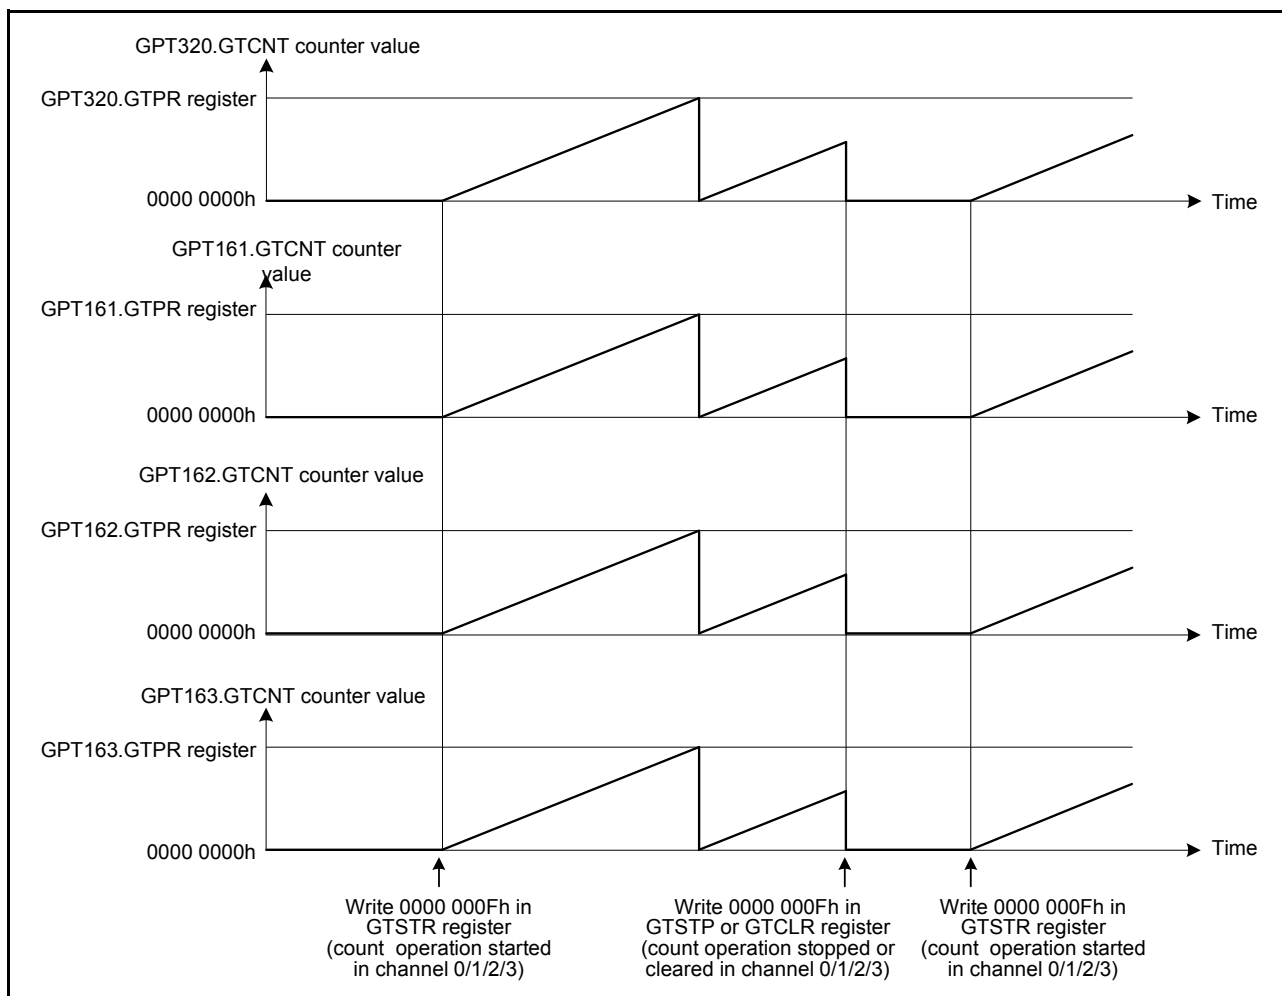 GPT320.GTCNT counter value
GPT320.GTPR register
0000 0000h
Time
GPT161.GTCNT counter
value
GPT161.GTPR register
0000 0000h
Time
GPT162.GTCNT counter value
GPT162.GTPR register
0000 0000h
Time
GPT163.GTCNT counter value
GPT163.GTPR register
0000 0000h
Time
Write 0000 000Fh in
GTSTR register
(count operation started
in channel 0/1/2/3)
Write 0000 000Fh in
GTSTP or GTCLR register
(count operation stopped or
cleared in channel 0/1/2/3)
Write 0000 000Fh in
GTSTR register
(count operation started
in channel 0/1/2/3)